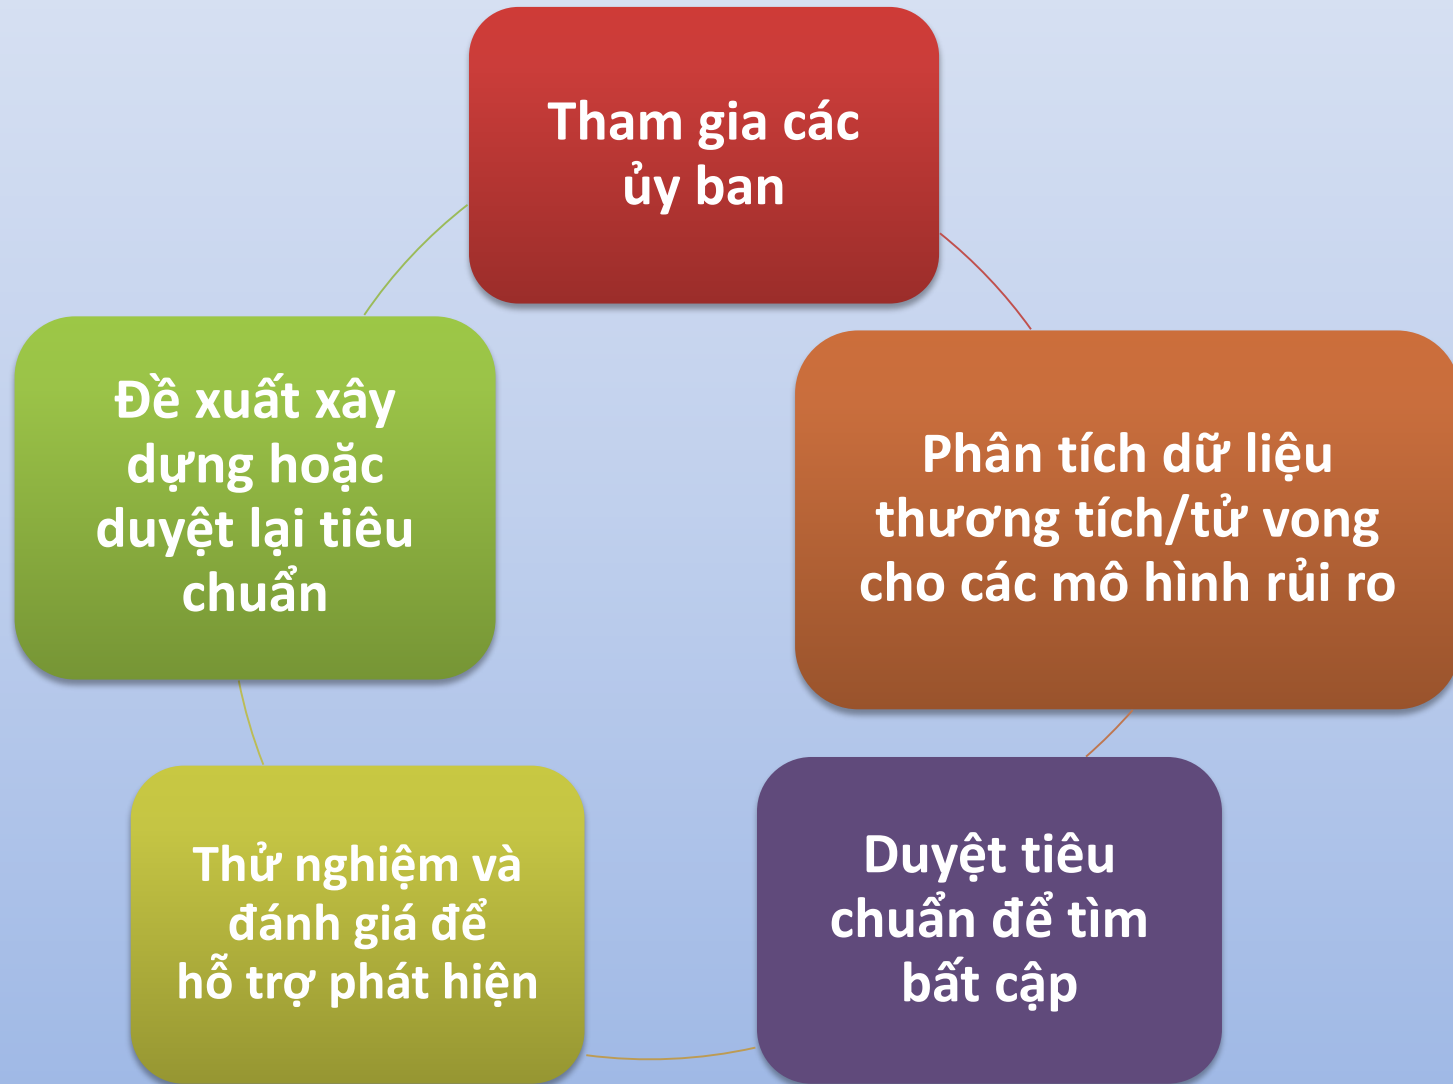 Tham gia các
ủy ban
Phân tích dữ liệu
thương tích/tử vong
cho các mô hình rủi ro
Duyệt tiêu
chuẩn để tìm
bất cập
Thử nghiệm và
đánh giá để
hỗ trợ phát hiện
Đề xuất xây
dựng hoặc
duyệt lại tiêu
chuẩn